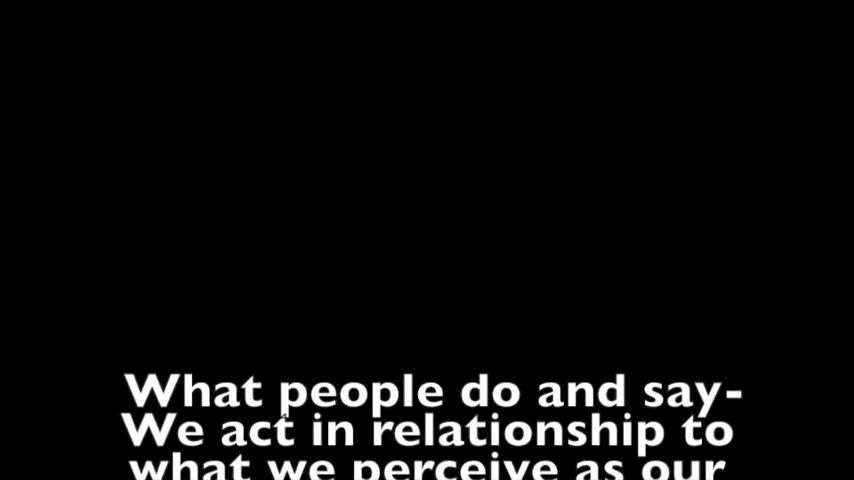 What people do and say-
We act in relationship to
what we perceive as our